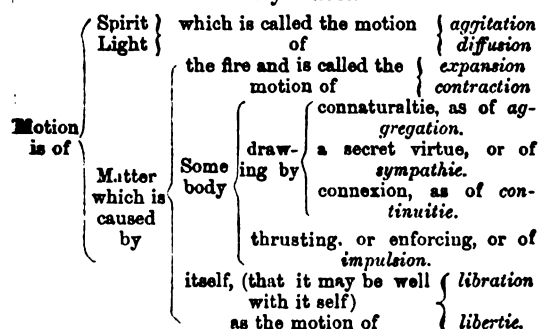 Spirit } which is called the motion { aggitation
Light } of { diffusion
the fire and is called the { expansion
motion of { contraction
connaturaltie, as of ag-
gregation.
Motion draw- a secret virtue, or of
is of Matter Some ing by sympathie.
which is body connexion, as of con-
caused tinuitie.
by thrusting. or enforcing, or of
impulsion.
itself, (that it may be well { libration
with it self)
as the motion of { libertie.